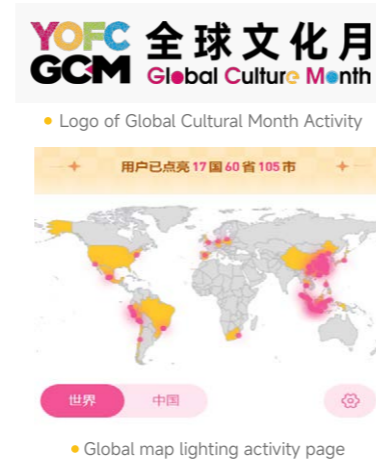 YOFC 全球文化月
GCM Global Culture Month
Logo of Global Cultural Month Activity
用户已点亮17国60省105市
世界 中国
Global map lighting activity page